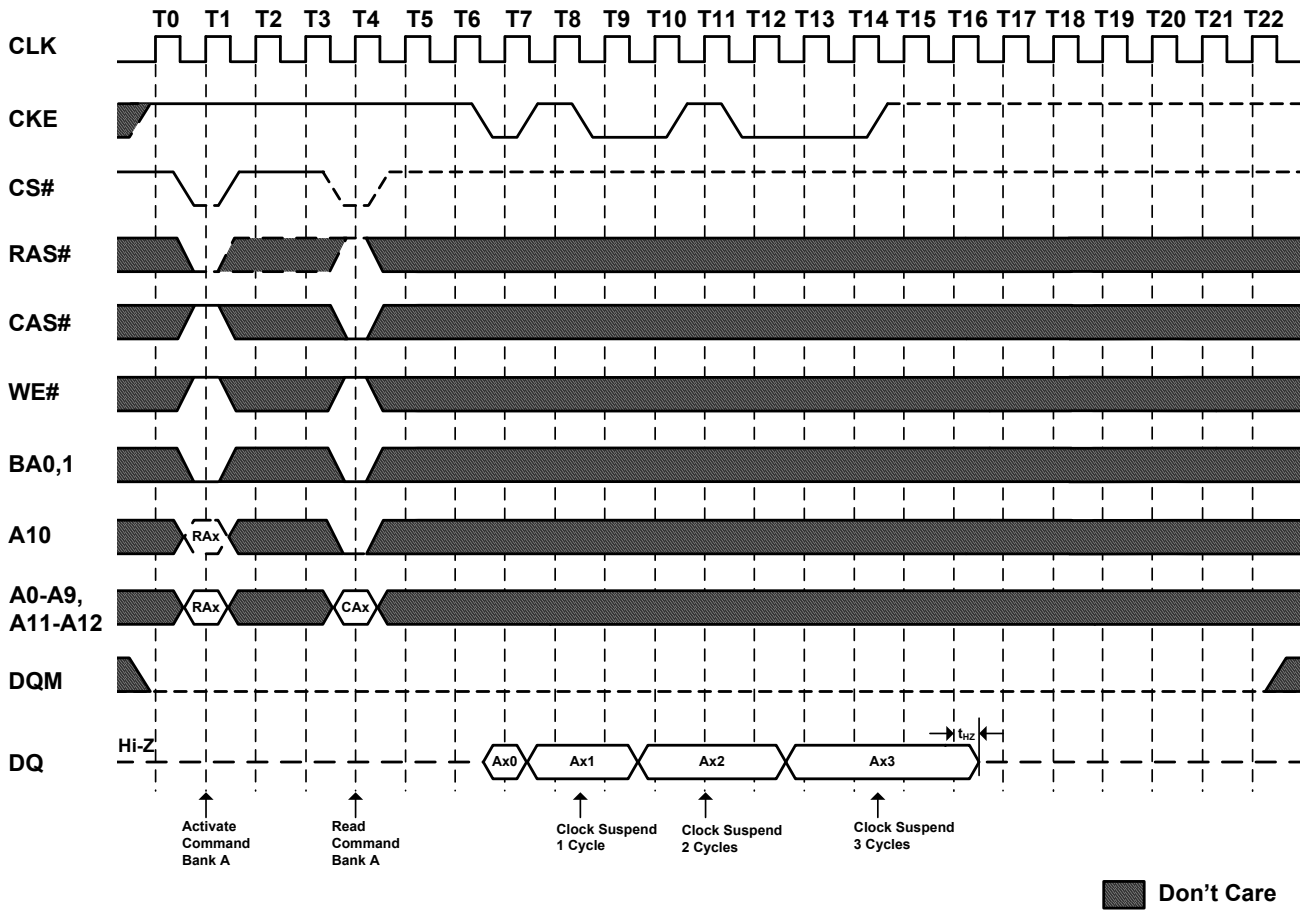 T0 T1 T2 T3 T4 T5 T6 T7 T8 T9 T10 T11 T12 T13 T14 T15 T16 T17 T18 T19 T20 T21 T22
CLK
CKE
CS#
RAS#
CAS#
WE#
BA0,1
A10
RAx
A0-A9,
A11-A12
RAx
CAx
DQM
DQ
Hi-Z
Ax0
Ax1
Ax2
Ax3
tHZ
Activate
Command
Bank A
Read
Command
Bank A
Clock Suspend
1 Cycle
Clock Suspend
2 Cycles
Clock Suspend
3 Cycles
Don't Care